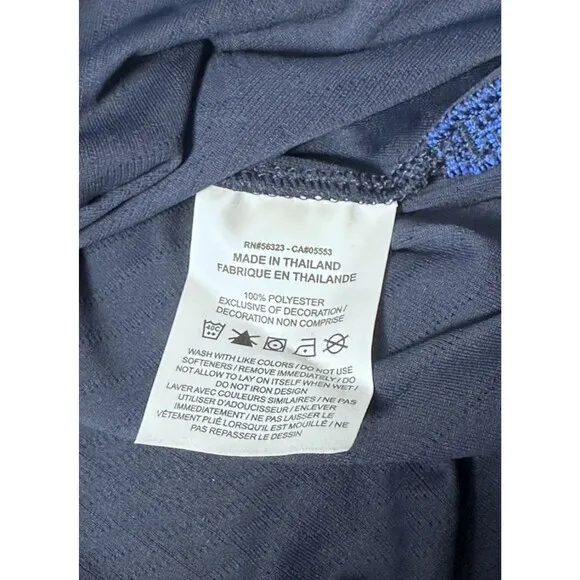 RN#56323 - CA#05553
MADE IN THAILAND
FABRIQUE EN THAILANDE
100% POLYESTER
EXCLUSIVE OF DECORATION/
DECORATION NON COMPRISE
40C
WASH WITH LIKE COLORS / DO NOT USE
SOFTENERS / REMOVE IMMEDIATELY / DO
NOT ALLOW TO LAY ON ITSELF WHEN WET /
DO NOT IRON DESIGN
LAVER AVEC COULEURS SIMILAIRES / NE PAS
UTILISER D'ADOUCISSEUR / ENLEVER
IMMEDIATEMENT / NE PAS LAISSER LE
VÊTEMENT PLIÉ LORSQU'IL EST MOUILLÉ / NE
PAS REPASSER LE DESSIN